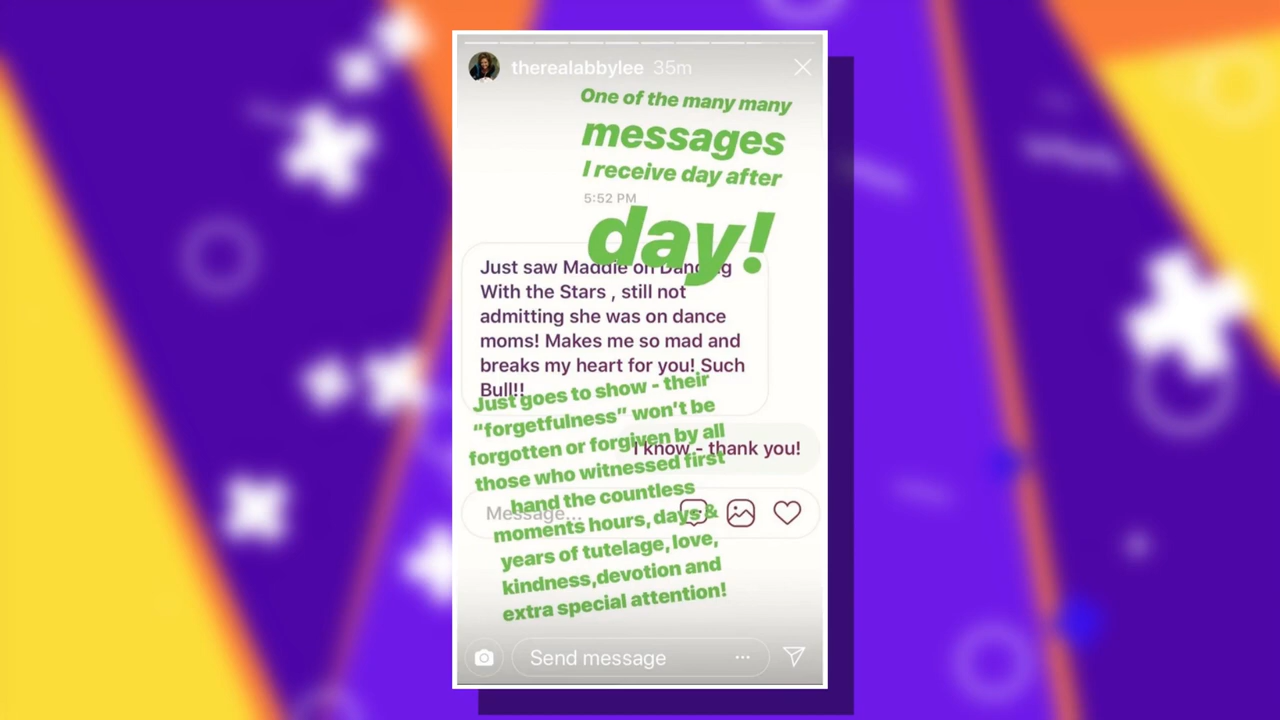 therealabbylee 35m
One of the many many
messages
I receive day after
5:52 PM
day!
Just saw Maddie on Dancing
With the Stars , still not
admitting she was on dance
moms! Makes me so mad and
breaks my heart for you! Such
Bull!!
Just goes to show - their
“forgetfulness” won’t be
forgotten or forgiven by all
I know - thank you!
those who witnessed first
hand the countless
Message...
moments hours, days &
years of tutelage, love,
kindness,devotion and
extra special attention!
Send message